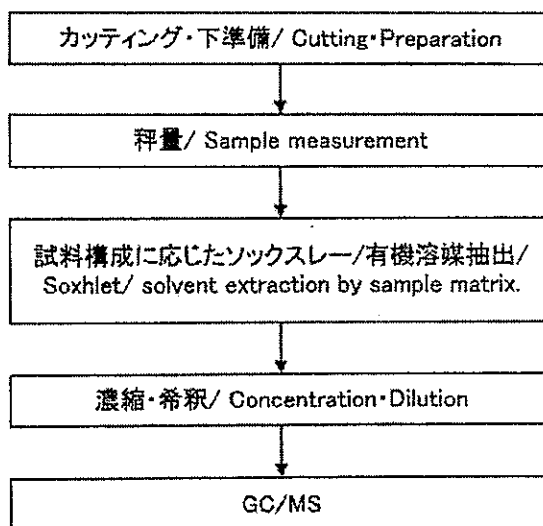 カッティング・下準備/ Cutting・Preparation
秤量/ Sample measurement
試料構成に応じたソックスレー/有機溶媒抽出/
Soxhlet/ solvent extraction by sample matrix.
濃縮・希釈/ Concentration・Dilution
GC/MS